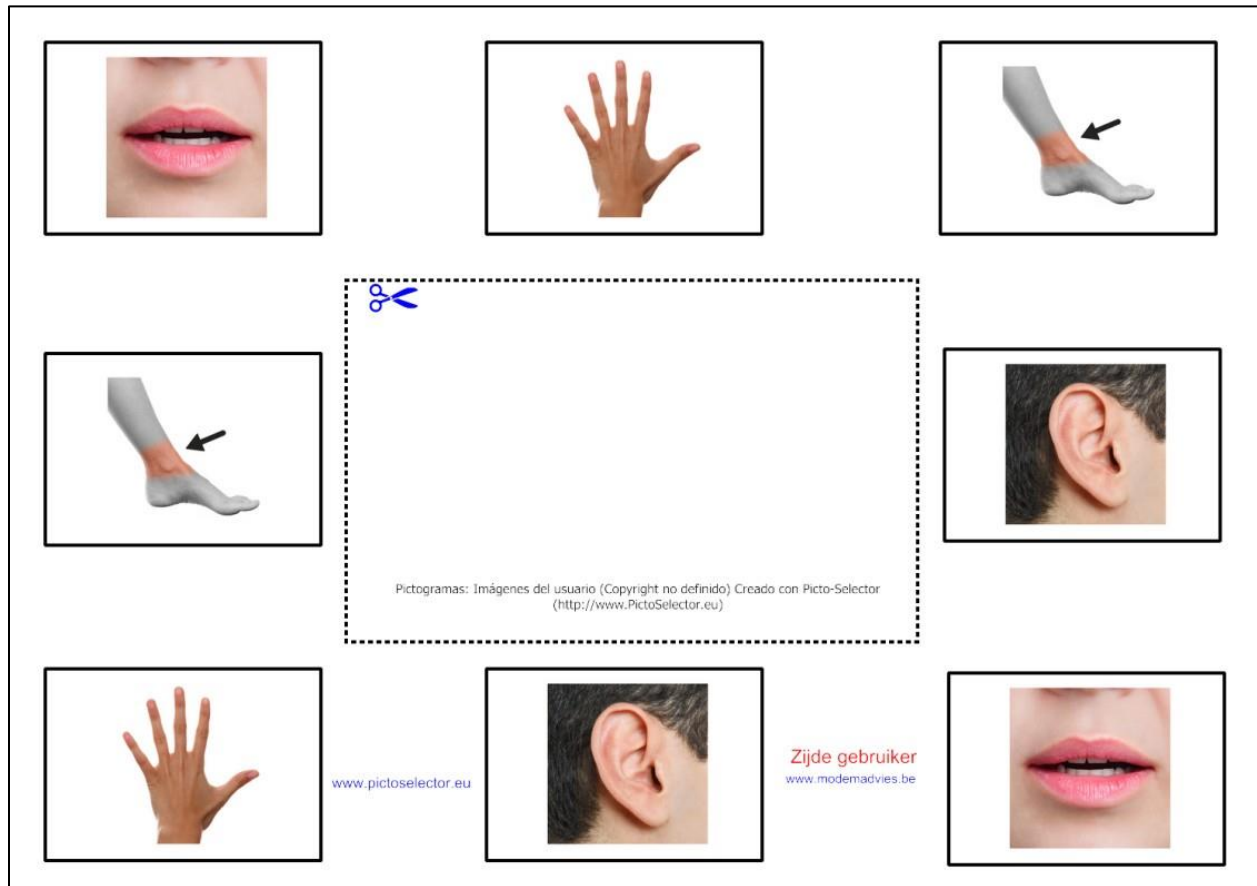 Pictogramas: Imágenes del usuario (Copyright no definido) Creado con Picto-Selector
(http://www.PictoSelector.eu)
www.pictoselector.eu
Zijde gebruiker
www.modemadvies.be